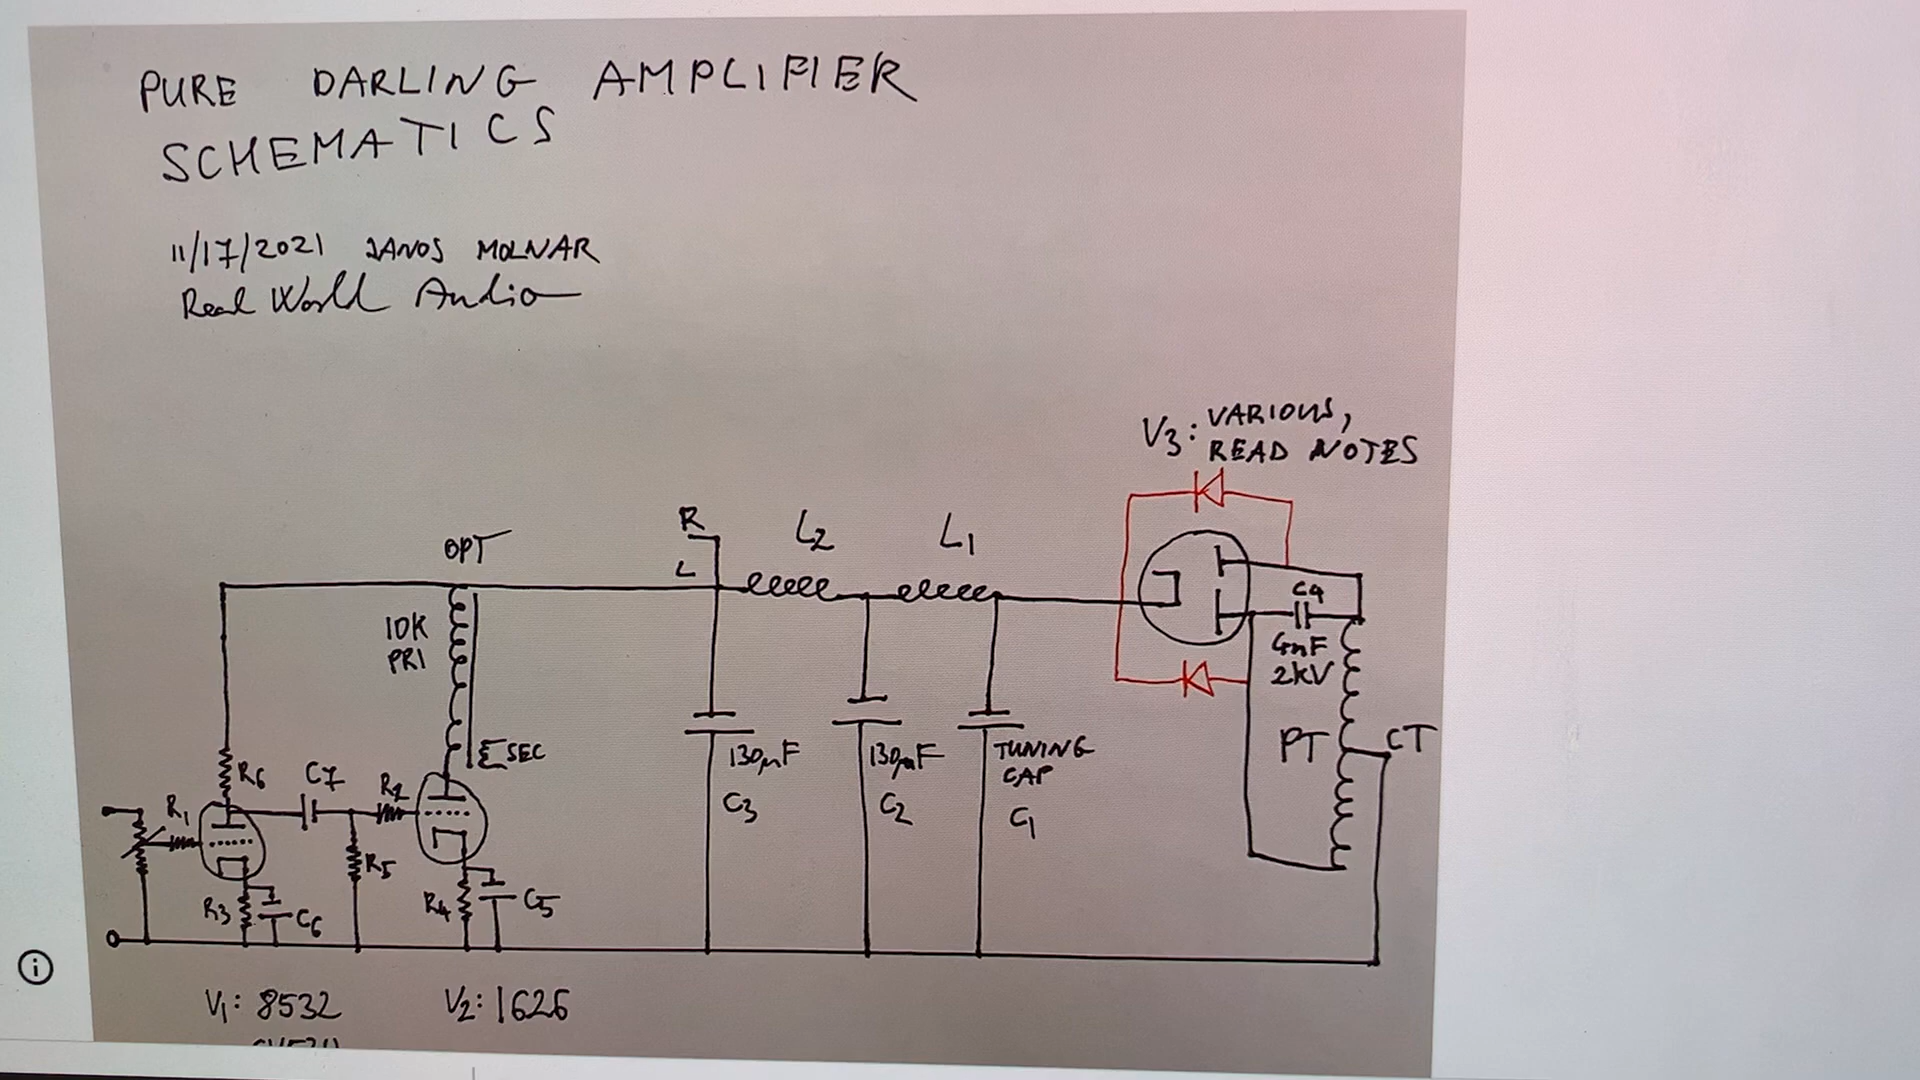 PURE DARLING AMPLIFIER
SCHEMATICS
11/17/2021 JANOS MOLNAR
Real World Audio
V3: VARIOUS,
READ NOTES
OPT
R
L
L2
L1
10K
PRI
SEC
C4
4nF
2kV
PT
CT
130µF
C3
130µF
C2
TUNING
CAP
C1
R6
C7
R2
R1
R5
R3
C6
R4
C5
V1: 8532
V2: 1626